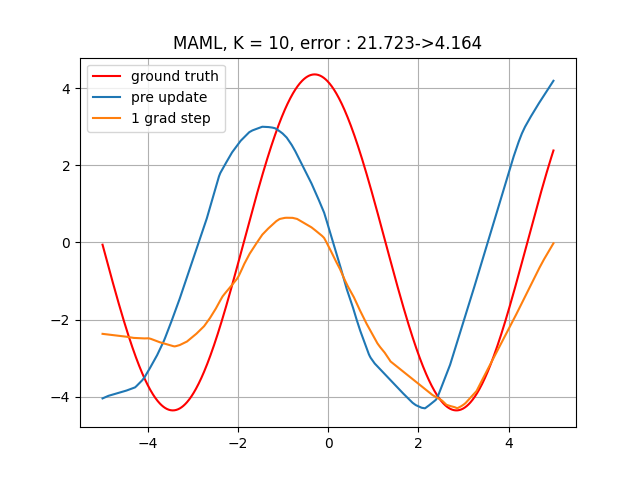 MAML, K = 10, error : 21.723->4.164
ground truth
pre update
1 grad step
4
2
0
−2
−4
−4
−2
0
2
4